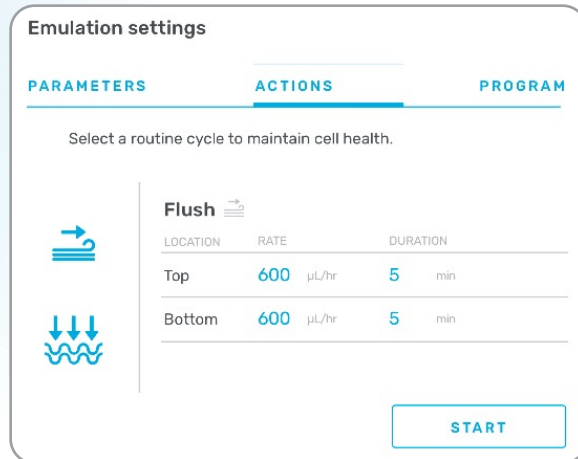 Emulation settings
PARAMETERS ACTIONS PROGRAM
Select a routine cycle to maintain cell health.
Flush
LOCATION RATE DURATION
Top 600 µL/hr 5 min
Bottom 600 µL/hr 5 min
START